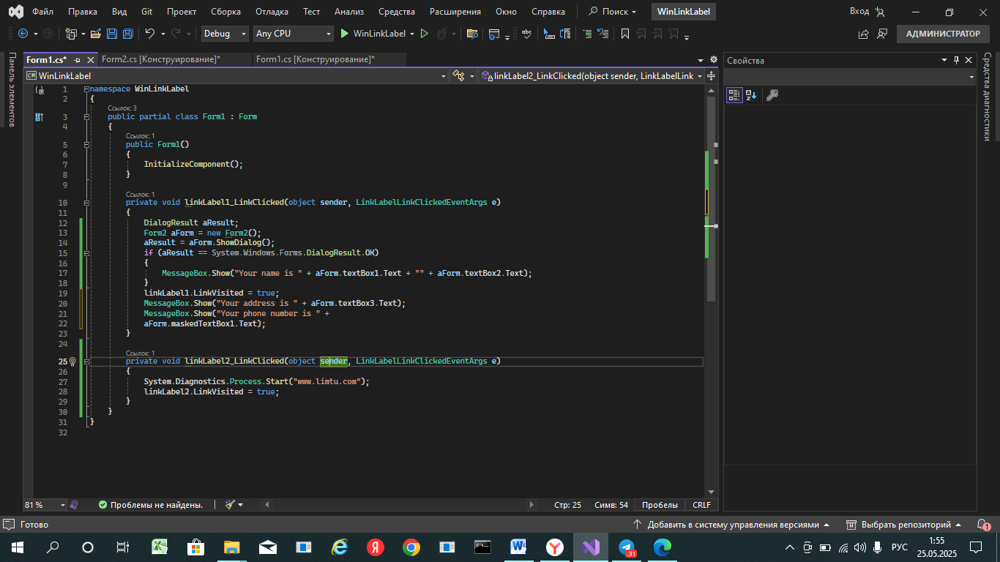 Файл Правка Вид Git Проект Сборка Отладка Тест Анализ Средства Расширения Окно Справка Поиск WinLinkLabel Вход
Debug Any CPU WinLinkLabel АДМИНИСТРАТОР
Панель элементов
Form1.cs* Form2.cs [Конструирование]* Form1.cs [Конструирование]*
WinLinkLabel linkLabel2_LinkClicked(object sender, LinkLabelLink
1 namespace WinLinkLabel
2 {
Ссылок: 3
3 public partial class Form1 : Form
4 {
Ссылок: 1
5 public Form1()
6 {
7 InitializeComponent();
8 }
9
Ссылок: 1
10 private void linkLabel1_LinkClicked(object sender, LinkLabelLinkClickedEventArgs e)
11 {
12 DialogResult aResult;
13 Form2 aForm = new Form2();
14 aResult = aForm.ShowDialog();
15 if (aResult == System.Windows.Forms.DialogResult.OK)
16 {
17 MessageBox.Show("Your name is " + aForm.textBox1.Text + "" + aForm.textBox2.Text);
18 }
19 linkLabel1.LinkVisited = true;
20 MessageBox.Show("Your address is " + aForm.textBox3.Text);
21 MessageBox.Show("Your phone number is " +
22 aForm.maskedTextBox1.Text);
23 }
24
Ссылок: 1
25 private void linkLabel2_LinkClicked(object sender, LinkLabelLinkClickedEventArgs e)
26 {
27 System.Diagnostics.Process.Start("www.limtu.com");
28 linkLabel2.LinkVisited = true;
29 }
30 }
31 }
32
81 % Проблемы не найдены. Стр: 25 Симв: 54 Пробелы CRLF
Свойства
Средства диагностики
Готово Добавить в систему управления версиями Выбрать репозиторий 1
31 РУС 1:55
25.05.2025